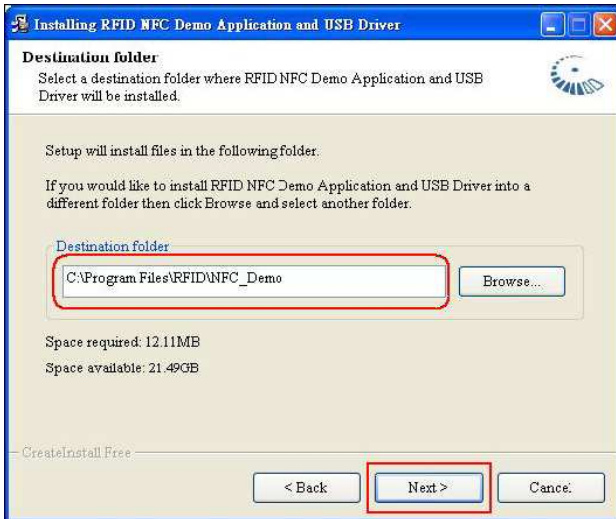 Installing RFID NFC Demo Application and USB Driver
Destination folder
Select a destination folder where RFID NFC Demo Application and USB
Driver will be installed.
Setup will install files in the following folder.
If you would like to install RFID NFC Demo Application and USB Driver into a
different folder then click Browse and select another folder.
Destination folder
C:\Program Files\RFID\NFC_Demo
Browse...
Space required: 12.11MB
Space available: 21.49GB
CreateInstall Free
< Back
Next >
Cancel